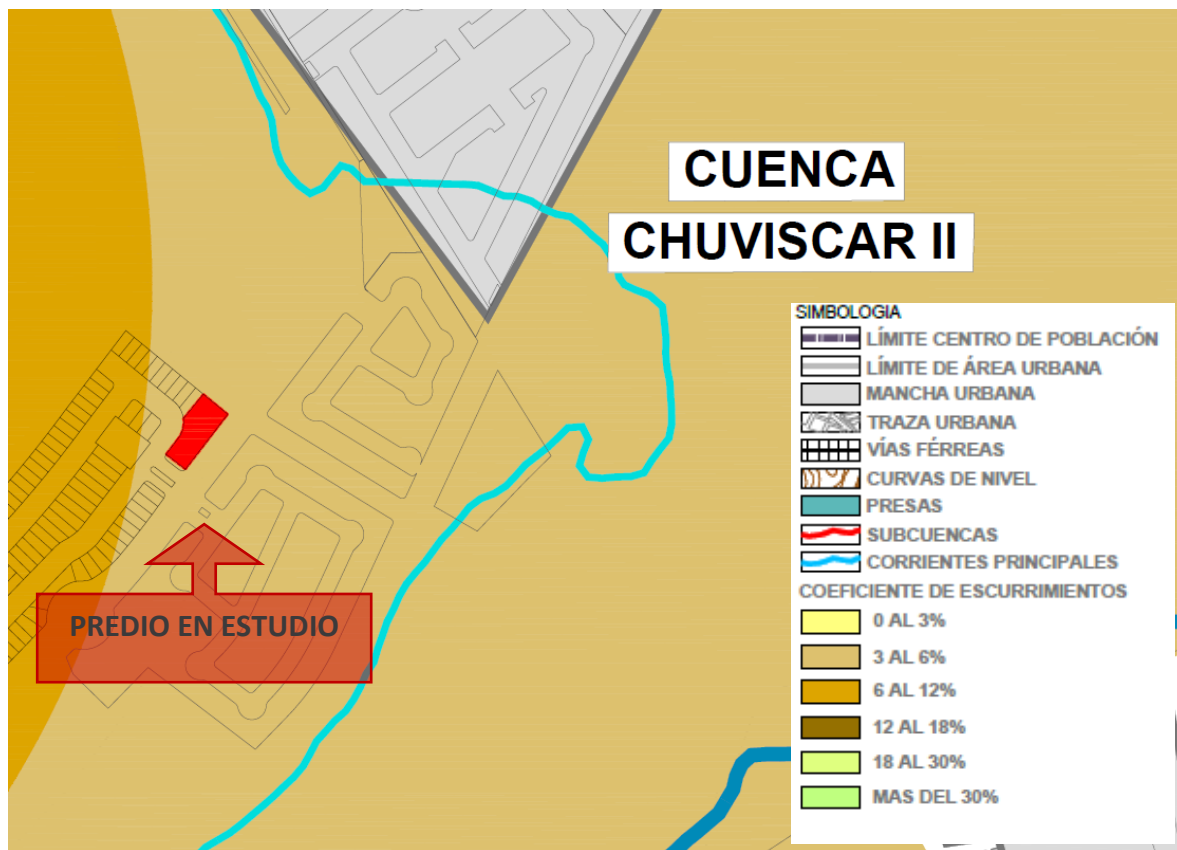 CUENCA
CHUVISCAR II
PREDIO EN ESTUDIO
SIMBOLOGIA
LÍMITE CENTRO DE POBLACIÓN
LÍMITE DE ÁREA URBANA
MANCHA URBANA
TRAZA URBANA
VÍAS FÉRREAS
CURVAS DE NIVEL
PRESAS
SUBCUENCAS
CORRIENTES PRINCIPALES
COEFICIENTE DE ESCURRIMIENTOS
0 AL 3%
3 AL 6%
6 AL 12%
12 AL 18%
18 AL 30%
MAS DEL 30%